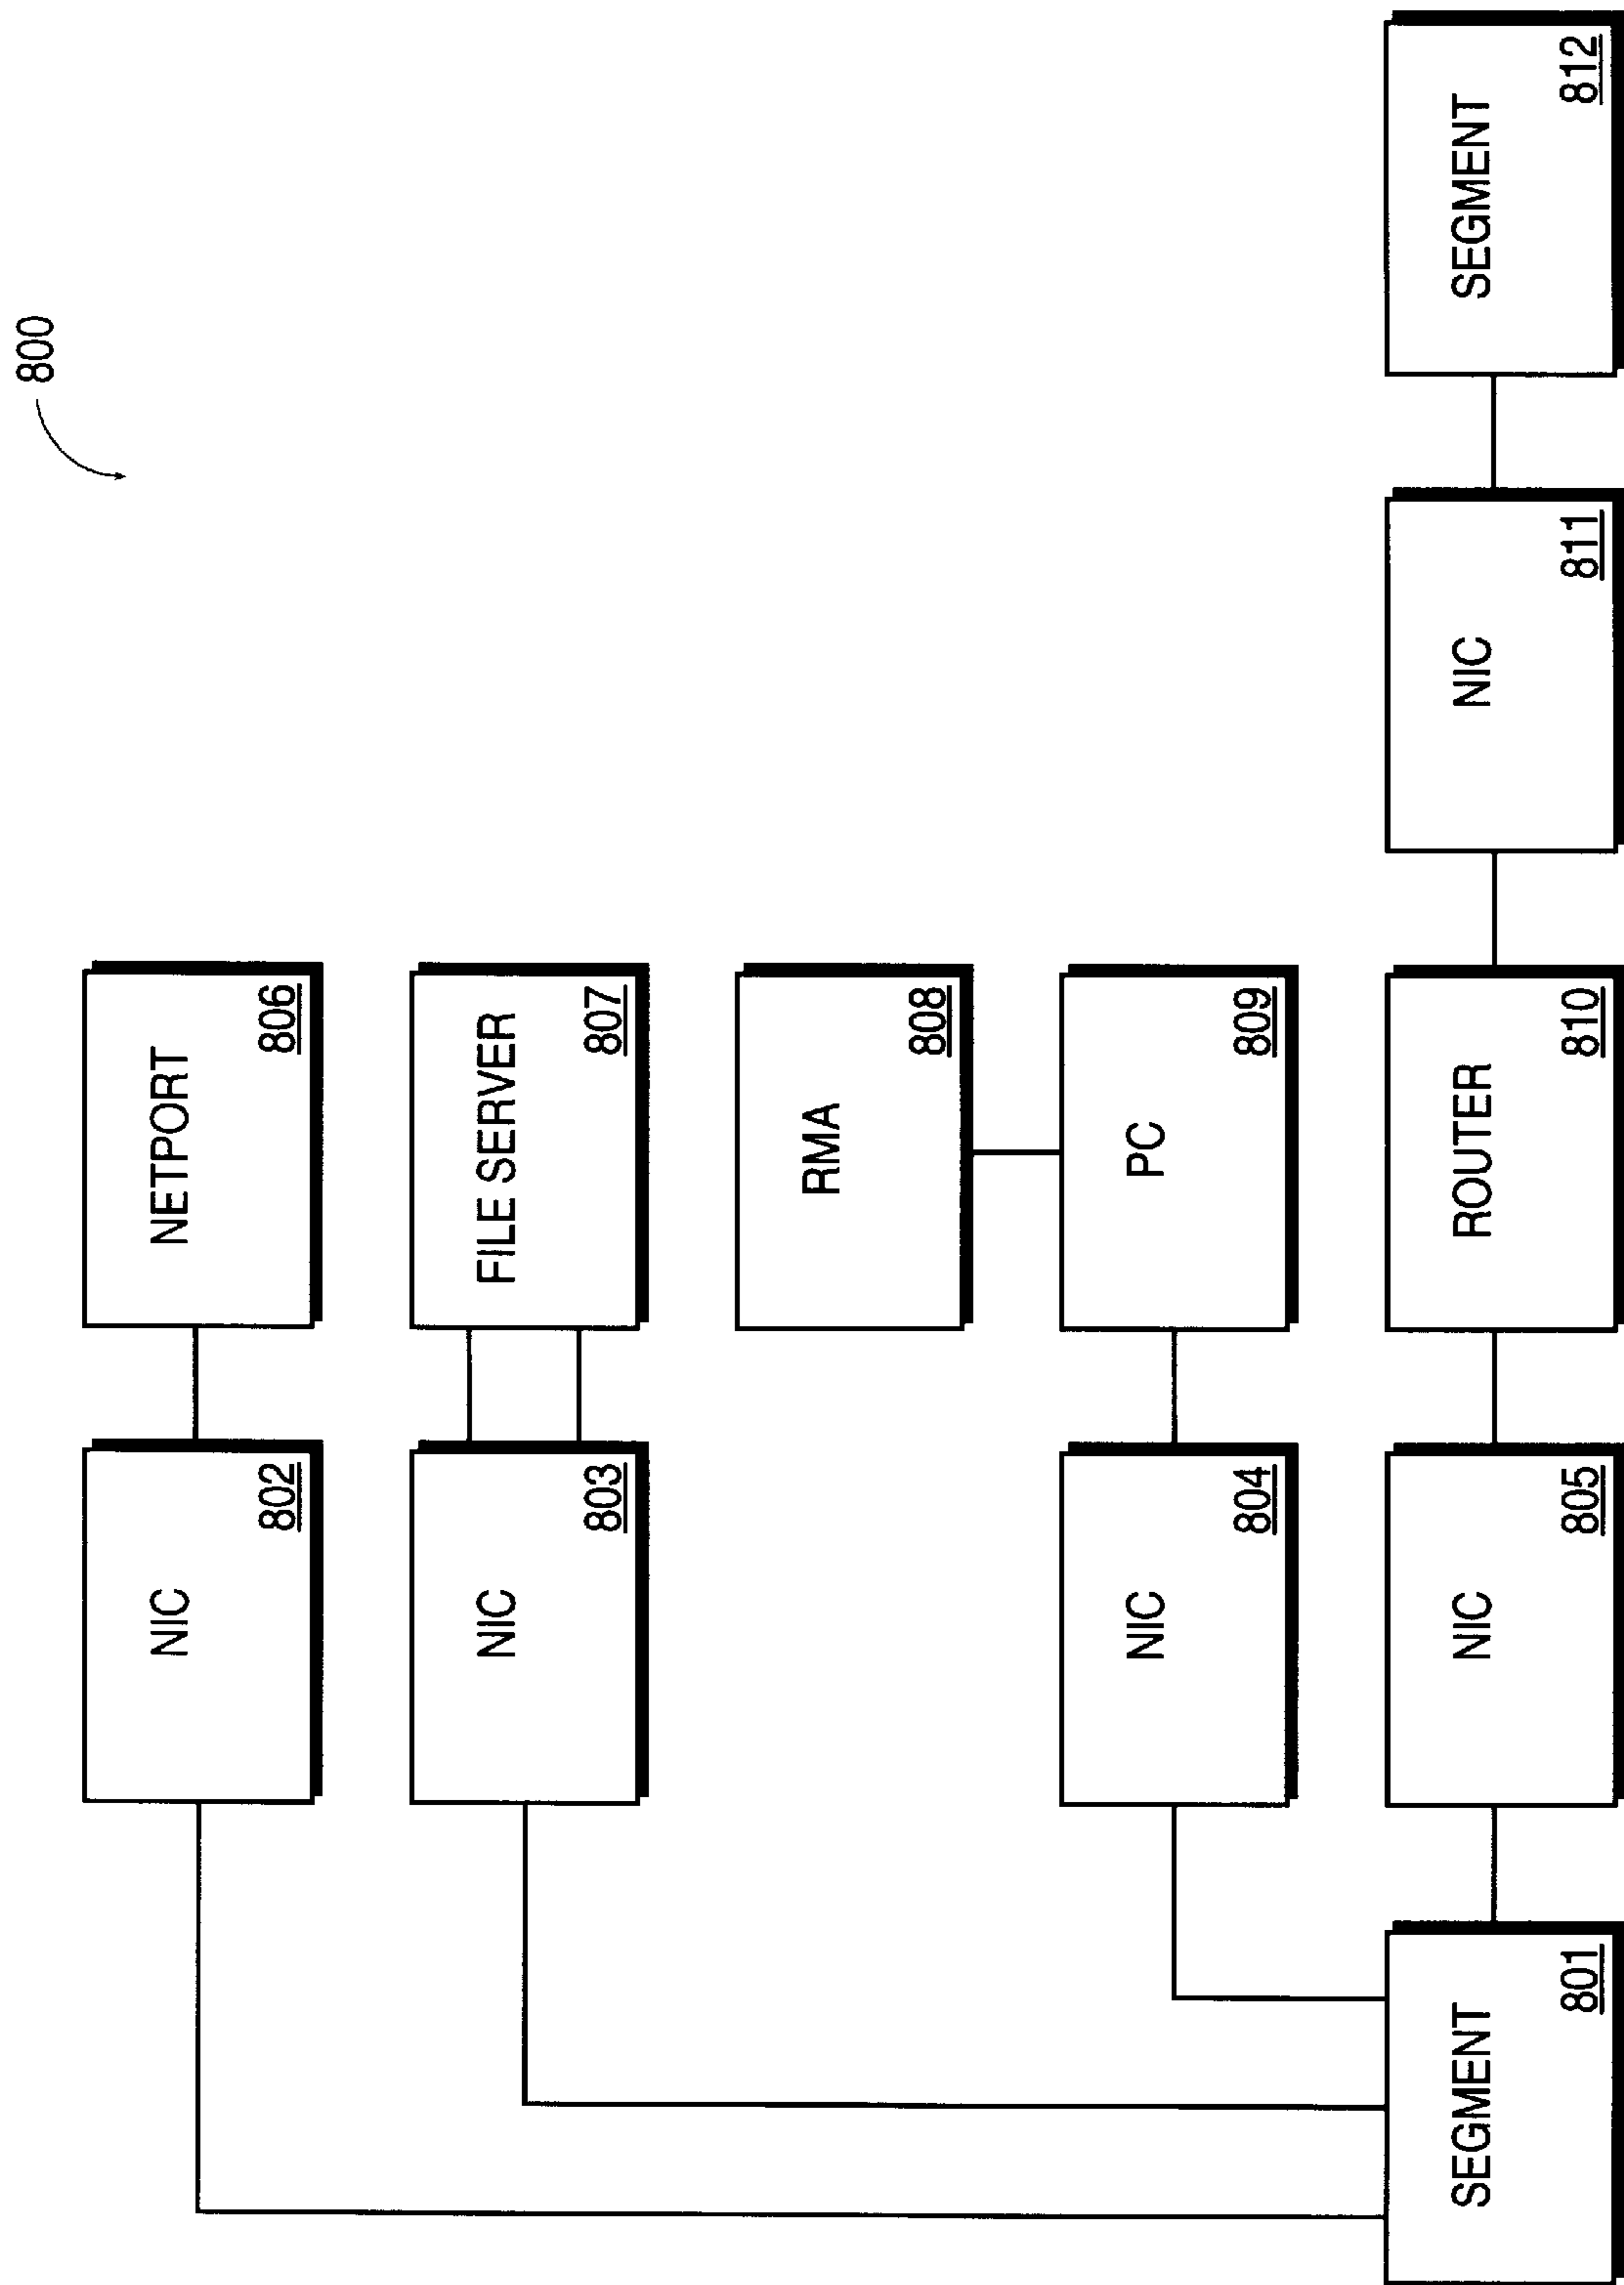 800
NIC
802
NETPORT
806
NIC
803
FILE SERVER
807
RMA
808
NIC
804
PC
809
SEGMENT
801
NIC
805
ROUTER
810
NIC
811
SEGMENT
812